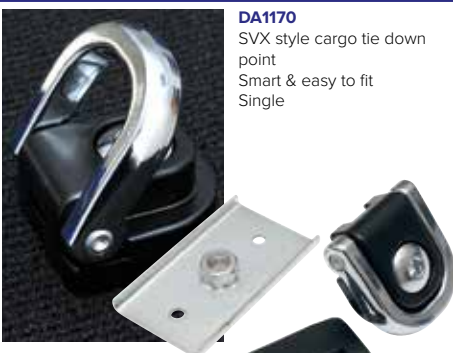 DA1170
SVX style cargo tie down
point
Smart & easy to fit
Single